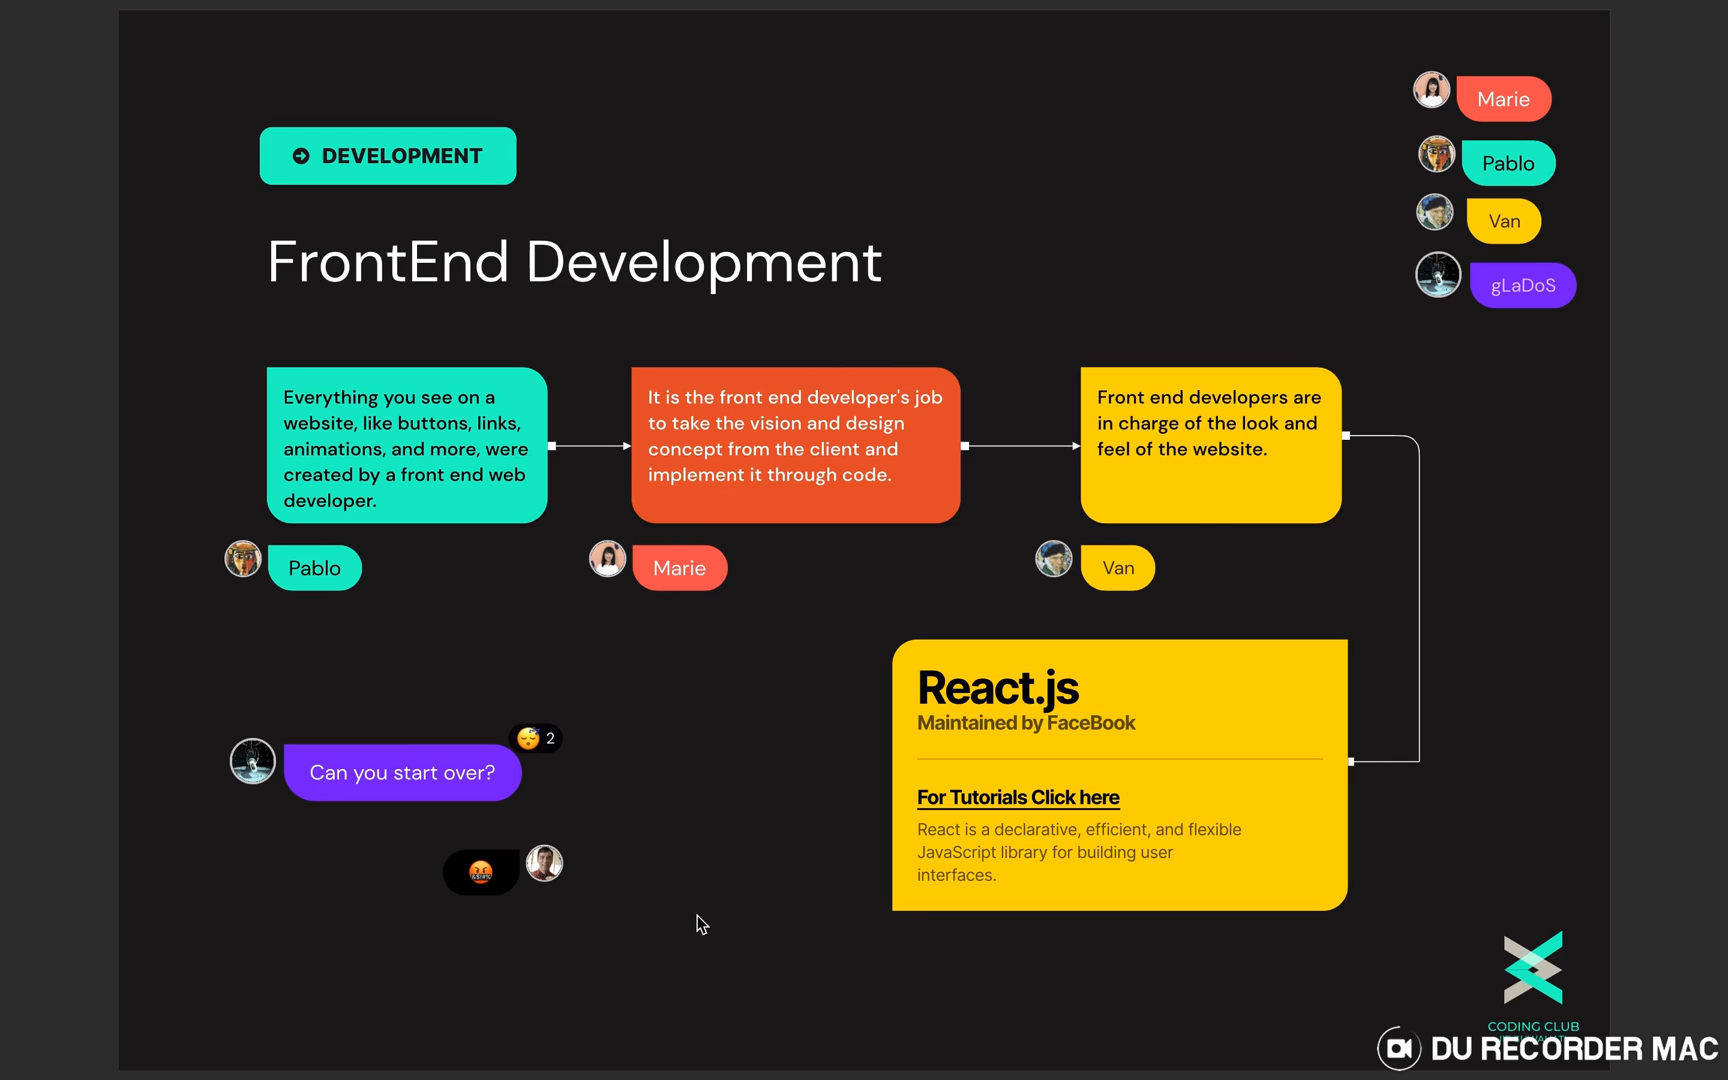 DEVELOPMENT
FrontEnd Development
Marie
Pablo
Van
gLaDoS
Everything you see on a
website, like buttons, links,
animations, and more, were
created by a front end web
developer.
Pablo
It is the front end developer's job
to take the vision and design
concept from the client and
implement it through code.
Marie
Front end developers are
in charge of the look and
feel of the website.
Van
React.js
Maintained by FaceBook
For Tutorials Click here
React is a declarative, efficient, and flexible
JavaScript library for building user
interfaces.
2
Can you start over?
CODING CLUB
DU RECORDER MAC